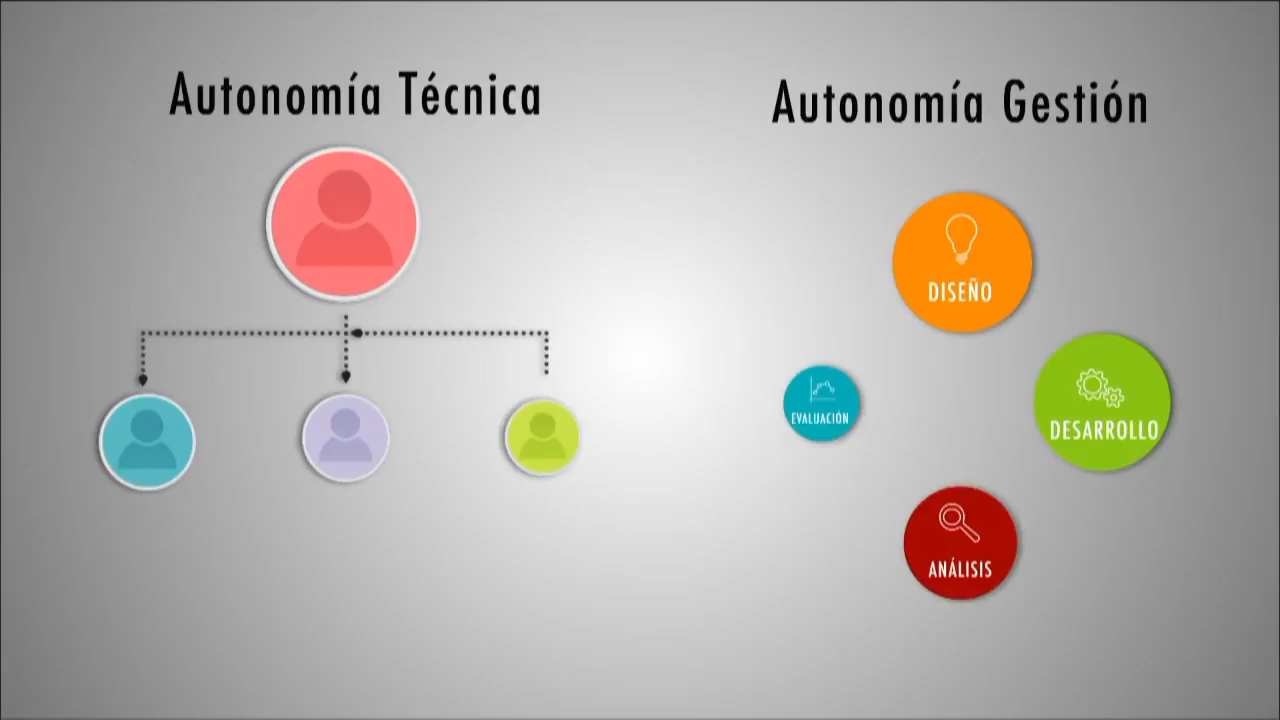 Autonomía Técnica
Autonomía Gestión
DISEÑO
DESARROLLO
EVALUACIÓN
ANÁLISIS